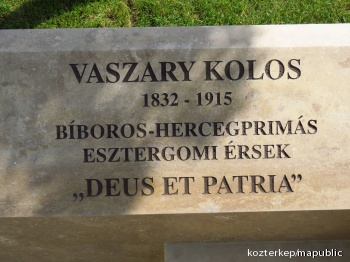 VASZARY KOLOS
1832 - 1915
BÍBOROS-HERCEGPRIMÁS
ESZTERGOMI ÉRSEK
„DEUS ET PATRIA”
kozterkep/mapublic